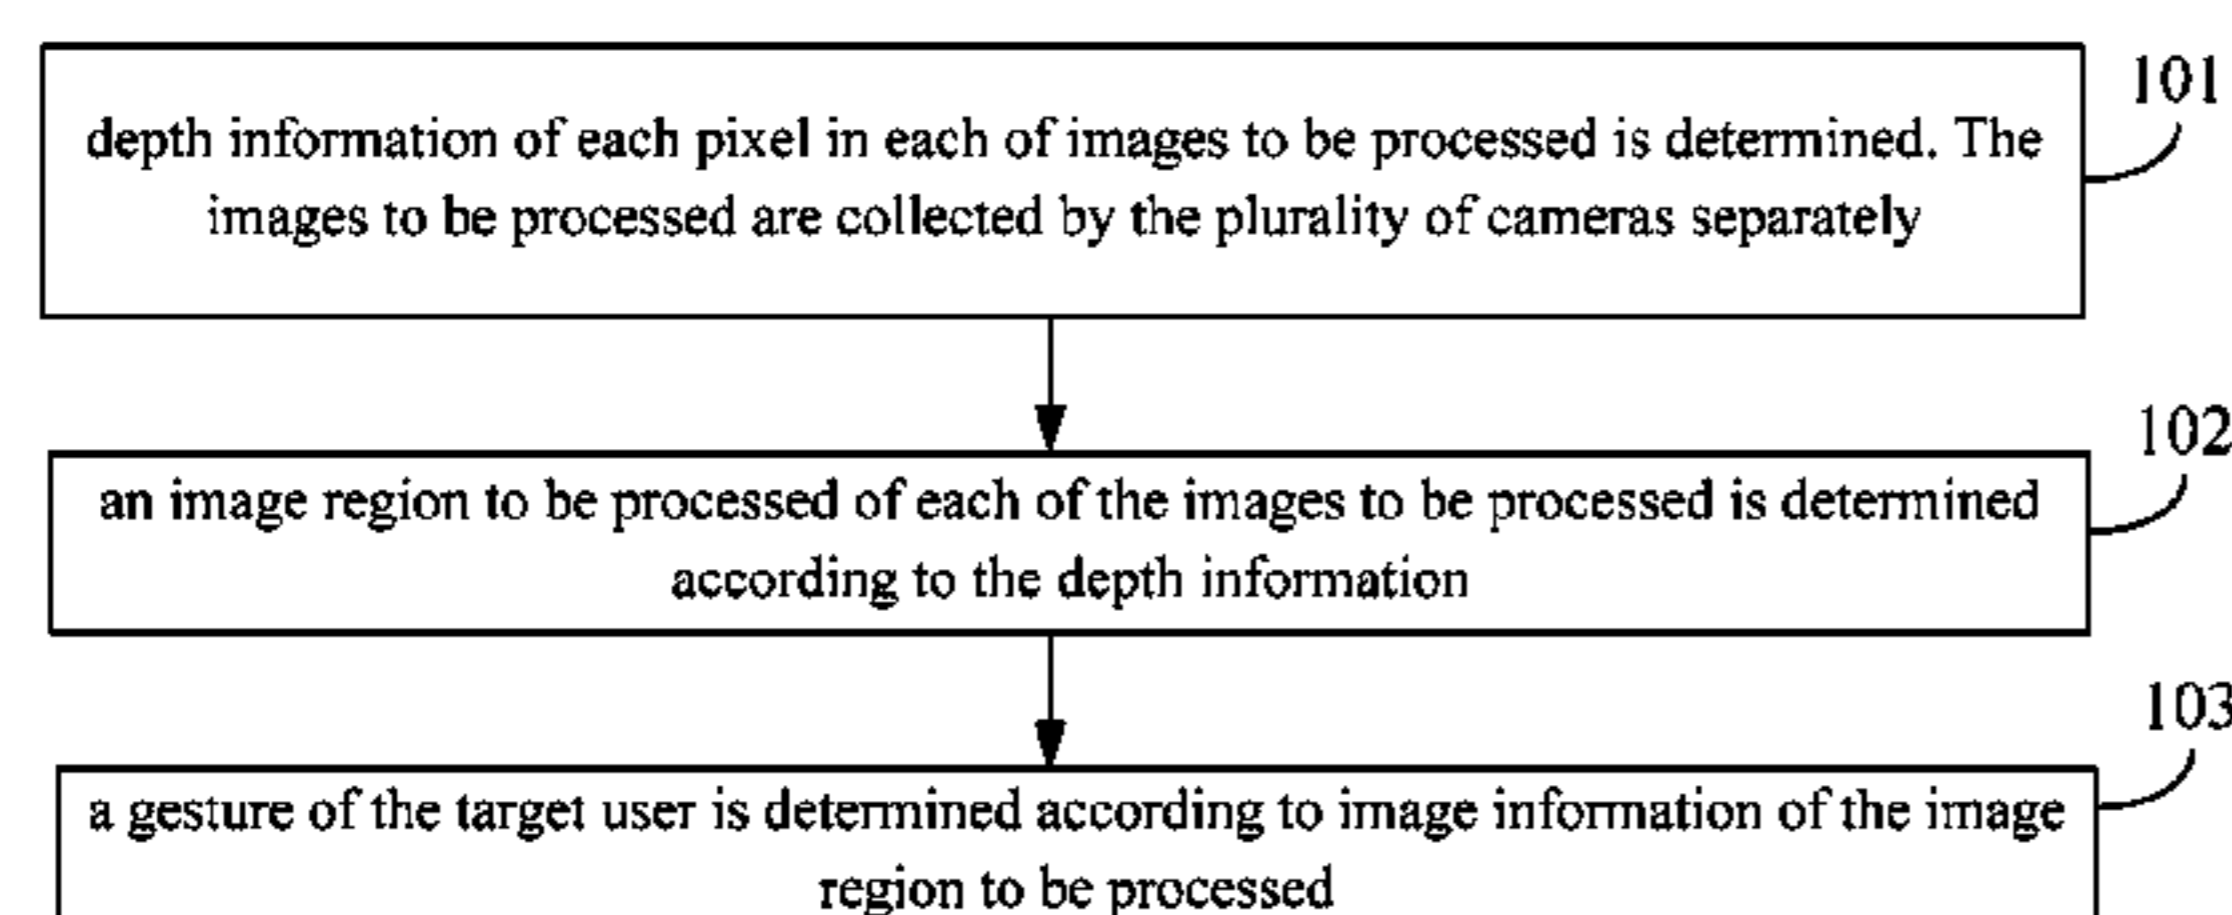 101
depth information of each pixel in each of images to be processed is determined. The
images to be processed are collected by the plurality of cameras separately
102
an image region to be processed of each of the images to be processed is determined
according to the depth information
103
a gesture of the target user is determined according to image information of the image
region to be processed